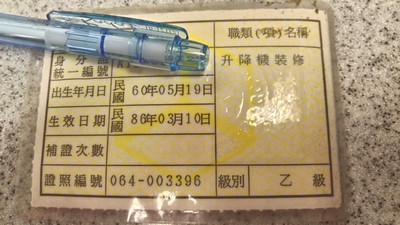 職類(項)名稱
升降機裝修
統一編號
出生年月日 民國 60年05月19日
生效日期 民國 86年03月10日
補證次數
證照編號 064-003396 級別 乙級